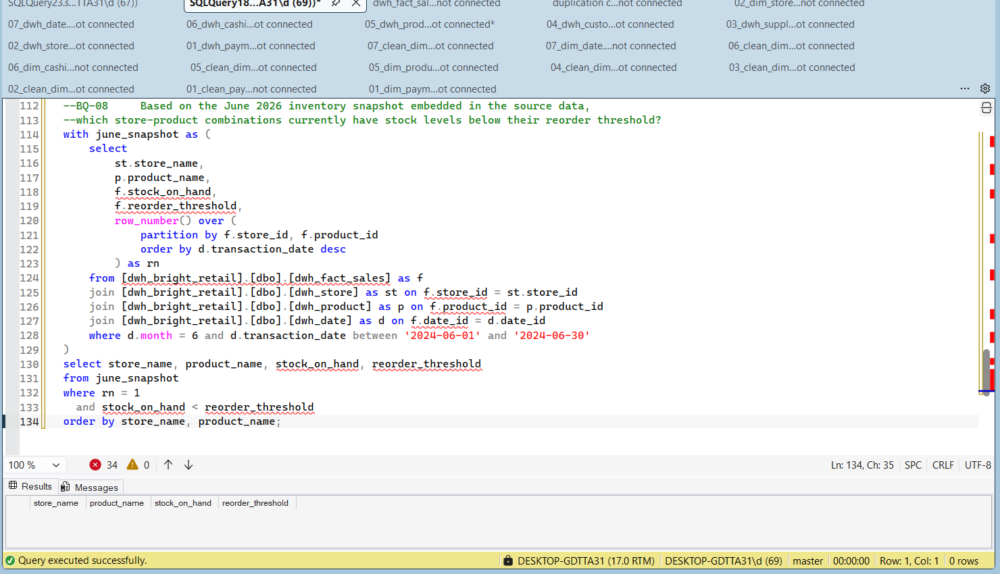 SQLQuery23.s...TTA31\d (67)) SQLQuery18...A31\d (69))* dwh_fact_sal...not connected duplication c...not connected 02_dim_store...not connected
07_dwh_date....ot connected 06_dwh_cashi...ot connected 05_dwh_prod...ot connected* 04_dwh_custo...ot connected 03_dwh_suppl...ot connected
02_dwh_store...ot connected 01_dwh_paym...ot connected 07_clean_dim...ot connected 07_dim_date....not connected 06_clean_dim...ot connected
06_dim_cashi...not connected 05_clean_dim...ot connected 05_dim_produ...ot connected 04_clean_dim...ot connected 03_clean_dim...ot connected
02_clean_dim...ot connected 01_clean_pay...not connected 01_dim_paym...ot connected
112 --BQ-08     Based on the June 2026 inventory snapshot embedded in the source data,
113 --which store-product combinations currently have stock levels below their reorder threshold?
114 with june_snapshot as (
115     select
116         st.store_name,
117         p.product_name,
118         f.stock_on_hand,
119         f.reorder_threshold,
120         row_number() over (
121             partition by f.store_id, f.product_id
122             order by d.transaction_date desc
123         ) as rn
124     from [dwh_bright_retail].[dbo].[dwh_fact_sales] as f
125     join [dwh_bright_retail].[dbo].[dwh_store] as st on f.store_id = st.store_id
126     join [dwh_bright_retail].[dbo].[dwh_product] as p on f.product_id = p.product_id
127     join [dwh_bright_retail].[dbo].[dwh_date] as d on f.date_id = d.date_id
128     where d.month = 6 and d.transaction_date between '2024-06-01' and '2024-06-30'
129 )
130 select store_name, product_name, stock_on_hand, reorder_threshold
131 from june_snapshot
132 where rn = 1
133   and stock_on_hand < reorder_threshold
134 order by store_name, product_name;
100 % 34 0 Ln: 134, Ch: 35 SPC CRLF UTF-8
Results Messages
store_name product_name stock_on_hand reorder_threshold
Query executed successfully. DESKTOP-GDTTA31 (17.0 RTM) DESKTOP-GDTTA31\d (69) master 00:00:00 Row: 1, Col: 1 0 rows